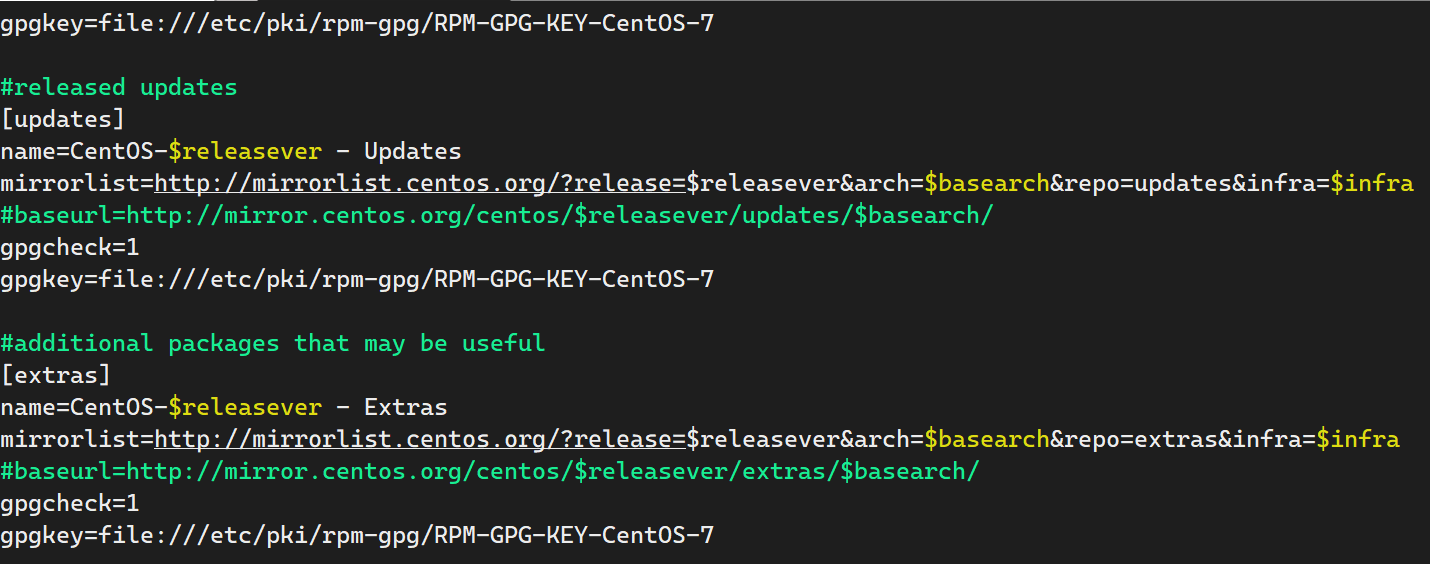 gpgkey=file:///etc/pki/rpm-gpg/RPM-GPG-KEY-CentOS-7
#released updates
[updates]
name=CentOS-$releasever - Updates
mirrorlist=http://mirrorlist.centos.org/?release=$releasever&arch=$basearch&repo=updates&infra=$infra
#baseurl=http://mirror.centos.org/centos/$releasever/updates/$basearch/
gpgcheck=1
gpgkey=file:///etc/pki/rpm-gpg/RPM-GPG-KEY-CentOS-7
#additional packages that may be useful
[extras]
name=CentOS-$releasever - Extras
mirrorlist=http://mirrorlist.centos.org/?release=$releasever&arch=$basearch&repo=extras&infra=$infra
#baseurl=http://mirror.centos.org/centos/$releasever/extras/$basearch/
gpgcheck=1
gpgkey=file:///etc/pki/rpm-gpg/RPM-GPG-KEY-CentOS-7